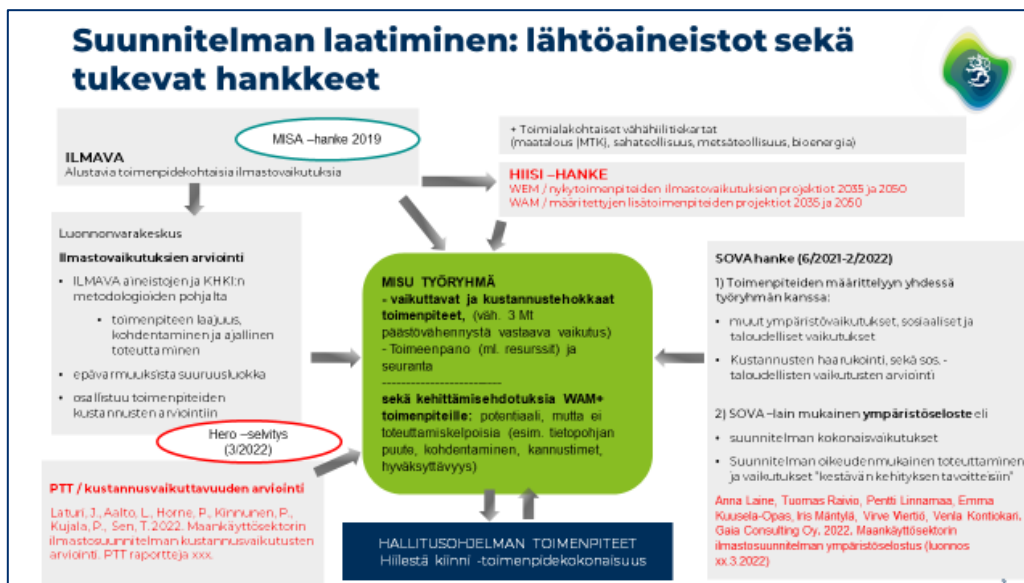 Suunnitelman laatiminen: lähtöaineistot sekä
tukevat hankkeet
MISA –hanke 2019
ILMAVA
Alustavia toimenpidekohtaisia ilmastovaikutuksia
+ Toimialakohtaiset vähähiilitiekartat
(maatalous |MTK), sahateollisuus, metsäteollisuus, bioenergia)
HIISI –HANKE
WEM / nykytoimenpiteiden ilmastovaikutuksien projektiot 2035 ja 2050
WAM / määritettyjen lisätoimenpiteiden projektiot 2035 ja 2050
Luonnonvarakeskus
Ilmastovaikutuksien arviointi
• ILMAVA aineistojen ja KHKI:n
metodologioiden pohjalta
• toimenpiteen laajuus,
kohdentaminen ja ajallinen
toteuttaminen
• epävarmuuksista suuruusluokka
• osallistuu toimenpiteiden
kustannusten arviointiin
Hero –selvitys
(3/2022)
PTT / kustannusvaikuttavuuden arviointi
Laturi, J., Aalto, L., Horne, P., Kinnunen, P.,
Kujala, P., Sen, T. 2022. Maankäyttösektorin
ilmastosuunnitelman kustannusvaikutusten
arviointi. PTT raportteja xxx.
MISU TYÖRYHMÄ
- vaikuttavat ja kustannustehokkaat
toimenpiteet, (väh. 3 Mt
päästövähennystä vastaava vaikutus)
- Toimeenpano (ml. resurssit) ja
seuranta
--------------------------
sekä kehittämisehdotuksia WAM+
toimenpiteille: potentiaali, mutta ei
toteuttamiskelpoisia (esim. tietopohjan
puute, kohdentaminen, kannustimet,
hyväksyttävyys)
HALLITUSOHJELMAN TOIMENPITEET
Hiilestä kiinni -toimenpidekokonaisuus
SOVA hanke (6/2021-2/2022)
1) Toimenpiteiden määrittelyyn yhdessä
työryhmän kanssa:
• muut ympäristövaikutukset, sosiaaliset ja
taloudelliset vaikutukset
• Kustannusten haarukointi, sekä sos. -
taloudellisten vaikutusten arviointi
2) SOVA –lain mukainen ympäristöseloste eli
• suunnitelman kokonaisvaikutukset
• Suunnitelman oikeudenmukainen toteuttaminen
ja vaikutukset "kestävän kehityksen tavoitteisiin"
Anna Laine, Tuomas Raivio, Pentti Linnamaa, Emma
Kuusela-Opas, Iris Mäntylä, Virve Viertiö, Venla Kontiokari.
Gaia Consulting Oy. 2022. Maankäyttösektorin
ilmastosuunnitelman ympäristöselostus (luonnos
xx.3.2022)